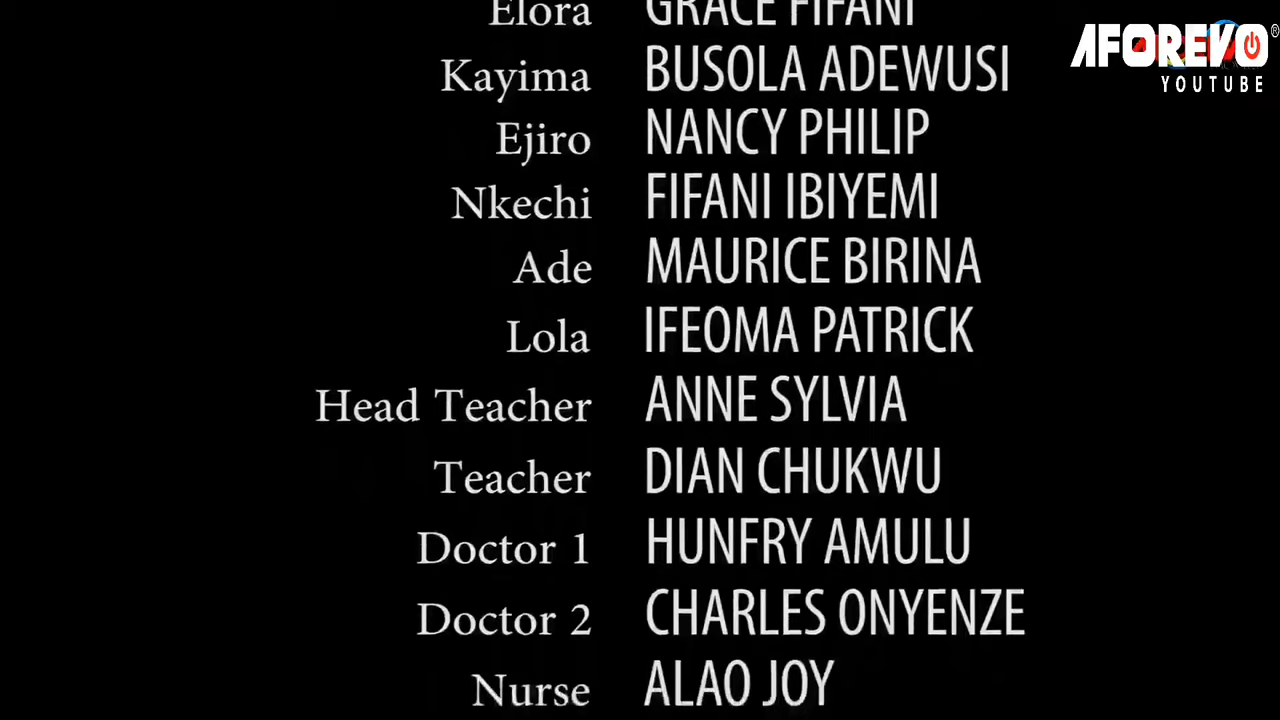 Elora GRACE FIFANI
Kayima BUSOLA ADEWUSI
Ejiro NANCY PHILIP
Nkechi FIFANI IBIYEMI
Ade MAURICE BIRINA
Lola IFEOMA PATRICK
Head Teacher ANNE SYLVIA
Teacher DIAN CHUKWU
Doctor 1 HUNFRY AMULU
Doctor 2 CHARLES ONYENZE
Nurse ALAO JOY
AFOREVO®
YOUTUBE